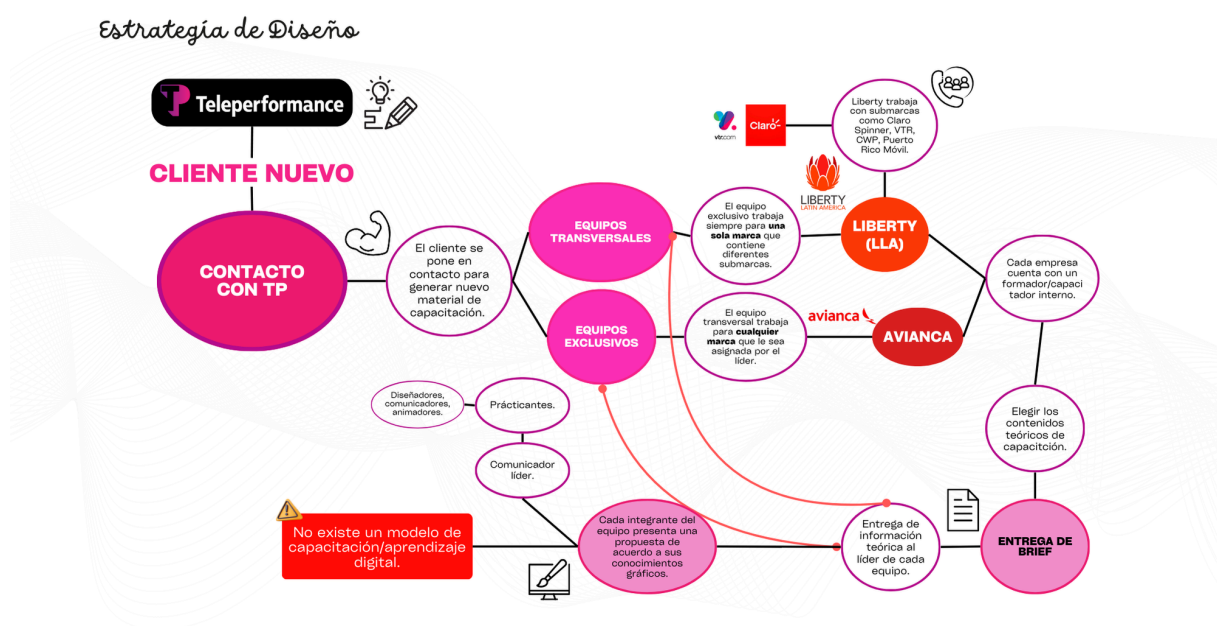 Estrategía de Diseño
Teleperformance
CLIENTE NUEVO
CONTACTO
CON TP
El cliente se
pone en
contacto para
generar nuevo
material de
capacitación.
EQUIPOS
TRANSVERSALES
El equipo
exclusivo trabaja
siempre para una
sola marca que
contiene
diferentes
submarcas.
LIBERTY
LATIN AMERICA
LIBERTY
(LLA)
vtr.com
Claro
Liberty trabaja
con submarcas
como Claro
Spinner, VTR,
CWP, Puerto
Rico Móvil.
EQUIPOS
EXCLUSIVOS
El equipo
transversal trabaja
para cualquier
marca que le sea
asignada por el
líder.
avianca
AVIANCA
Cada empresa
cuenta con un
formador/capaci
tador interno.
Elegir los
contenidos
teóricos de
capacitción.
ENTREGA DE
BRIEF
Entrega de
información
teórica al
líder de cada
equipo.
Cada integrante del
equipo presenta una
propuesta de
acuerdo a sus
conocimientos
gráficos.
Comunicador
líder.
Prácticantes.
Diseñadores,
comunicadores,
animadores.
No existe un modelo de
capacitación/aprendizaje
digital.